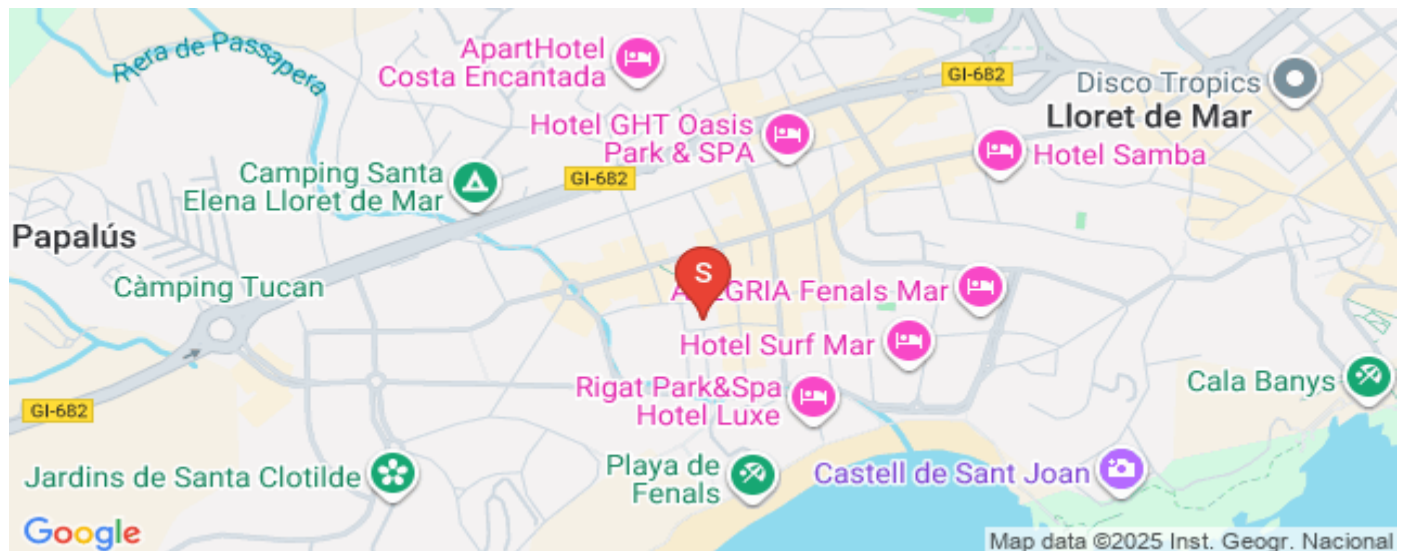 Riera de Passapera
ApartHotel
Costa Encantada
GI-682
Disco Tropics
Lloret de Mar
Hotel GHT Oasis
Park & SPA
Hotel Samba
Camping Santa
Elena Lloret de Mar
GI-682
Papalús
Càmping Tucan
S
GRIA Fenals Mar
Hotel Surf Mar
Rigat Park&Spa
Hotel Luxe
Cala Banys
GI-682
Jardins de Santa Clotilde
Playa de
Fenals
Castell de Sant Joan
Google
Map data ©2025 Inst. Geogr. Nacional